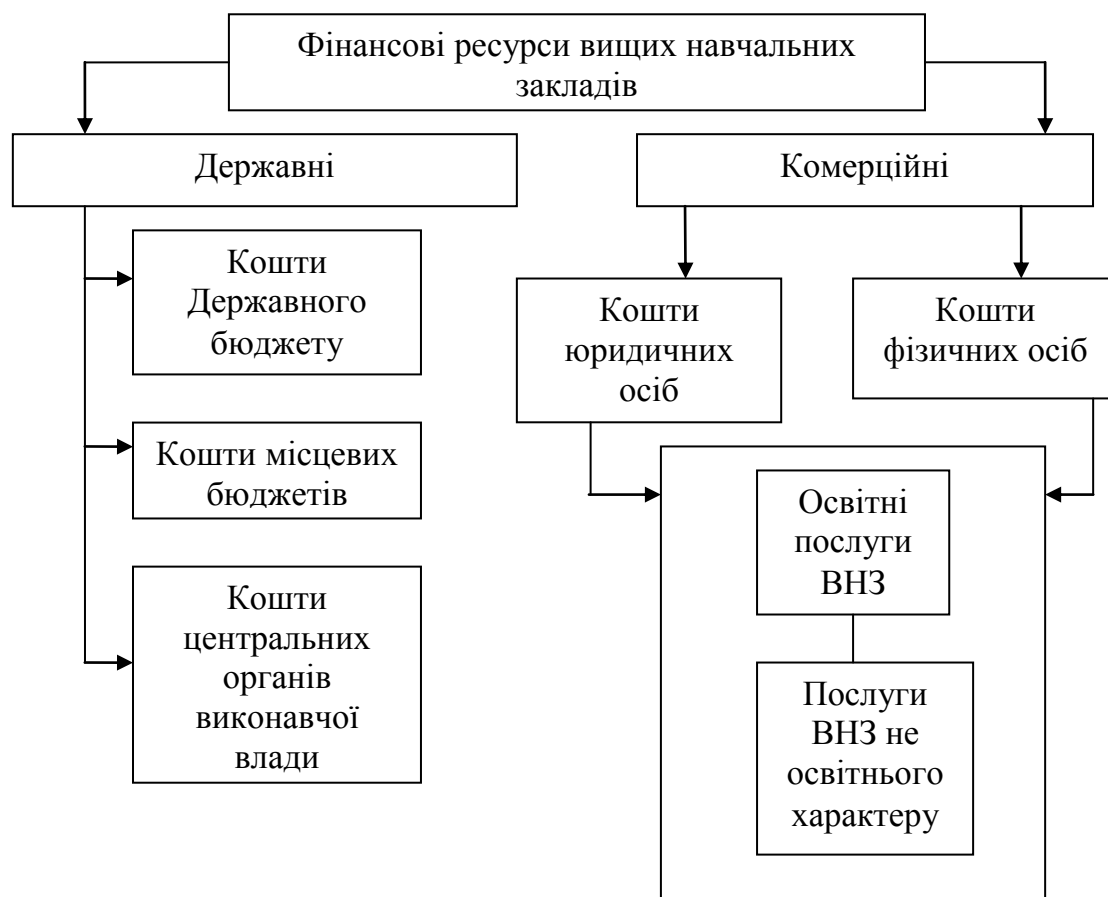 Фінансові ресурси вищих навчальних
закладів
Державні
Комерційні
Кошти
Державного
бюджету
Кошти місцевих
бюджетів
Кошти
центральних
органів
виконавчої
влади
Кошти
юридичних
осіб
Кошти
фізичних осіб
Освітні
послуги
ВНЗ
Послуги
ВНЗ не
освітнього
характеру